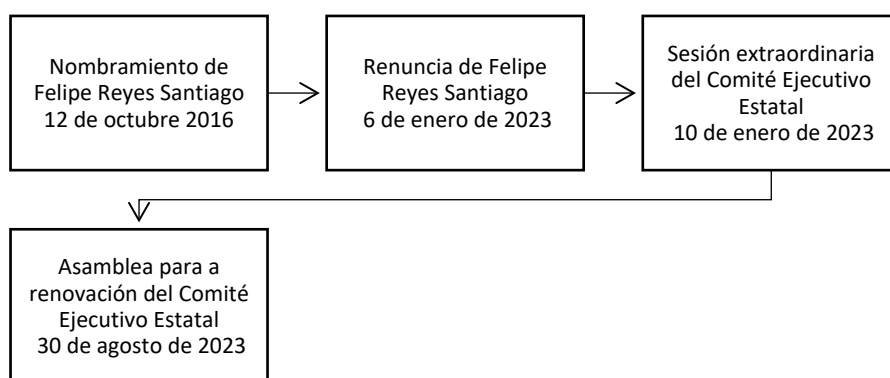 Nombramiento de
Felipe Reyes Santiago
12 de octubre 2016
Renuncia de Felipe
Reyes Santiago
6 de enero de 2023
Sesión extraordinaria
del Comité Ejecutivo
Estatal
10 de enero de 2023
Asamblea para a
renovación del Comité
Ejecutivo Estatal
30 de agosto de 2023